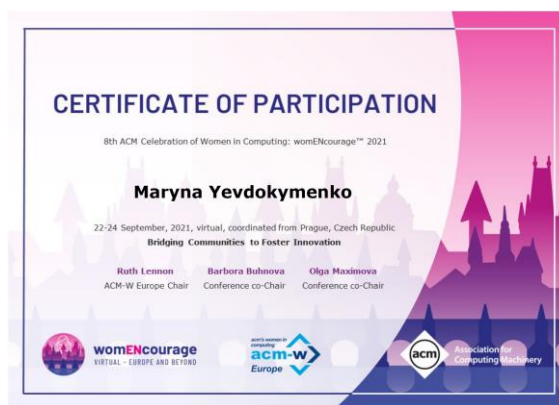 CERTIFICATE OF PARTICIPATION
8th ACM Celebration of Women in Computing: womENcourage™ 2021
Maryna Yevdokymenko
22-24 September, 2021, virtual, coordinated from Prague, Czech Republic
Bridging Communities to Foster Innovation
Ruth Lennon Barbora Buhnova Olga Maximova
ACM-W Europe Chair Conference co-Chair Conference co-Chair
womENcourage
VIRTUAL – EUROPE AND BEYOND
acm's women in
computing
acm-w
Europe
acm
Association for
Computing Machinery